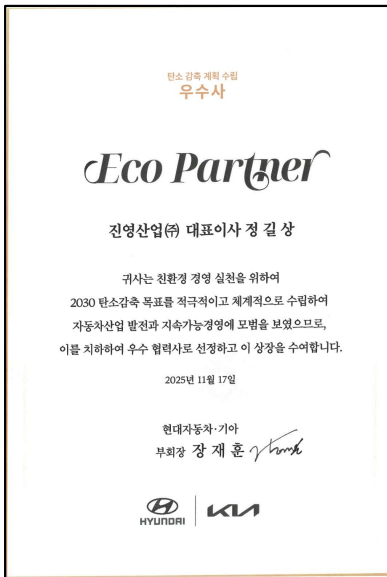 탄소 감축 계획 수립
우수사
Eco Partner
진영산업㈜ 대표이사 정 길 상
귀사는 친환경 경영 실천을 위하여
2030 탄소감축 목표를 적극적이고 체계적으로 수립하여
자동차산업 발전과 지속가능경영에 모범을 보였으므로,
이를 치하하여 우수 협력사로 선정하고 이 상장을 수여합니다.
2025년 11월 17일
현대자동차·기아
부회장 장 재 훈
HYUNDAI
KIA